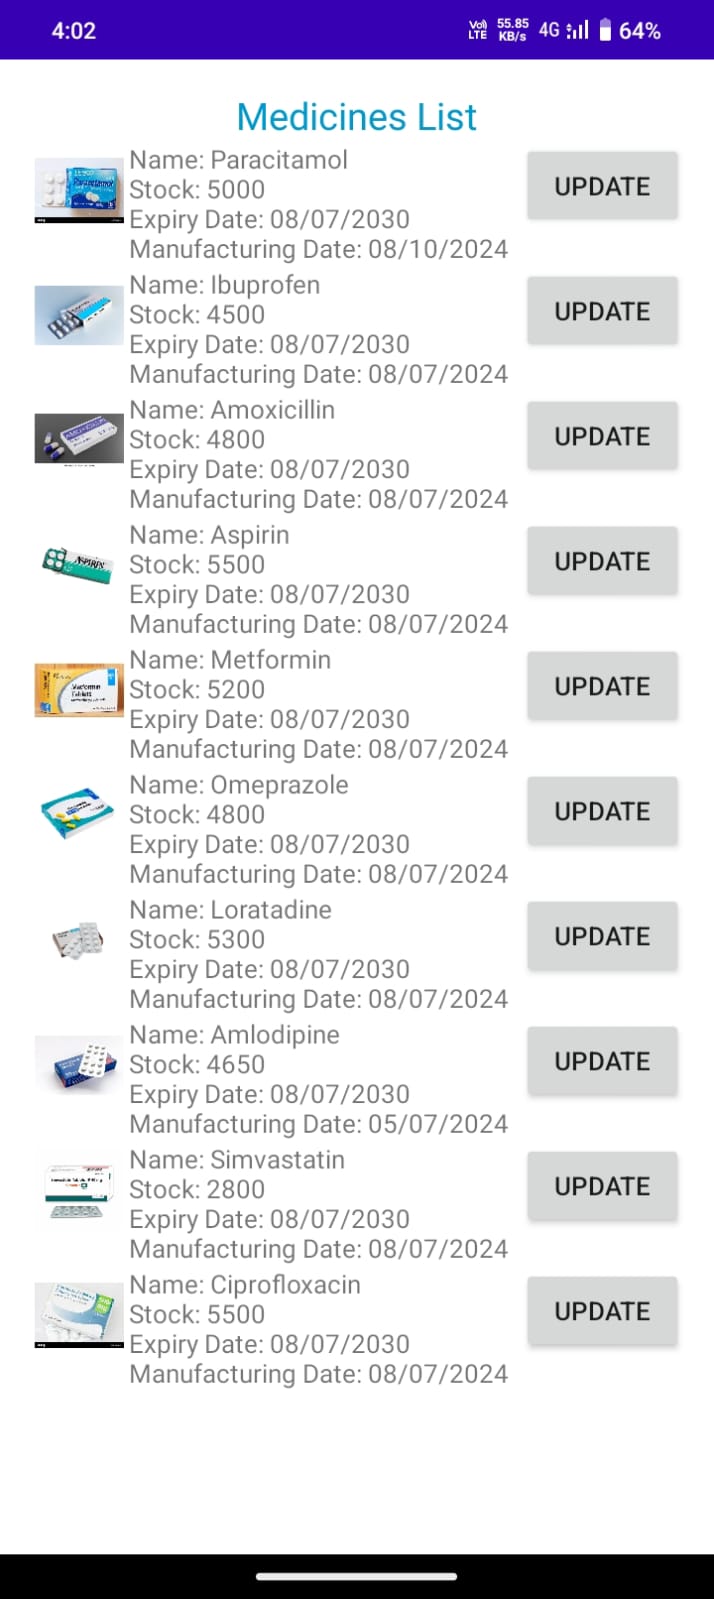 4:02
Vo) LTE 55.85 KB/s 4G 64%
Medicines List
Name: Paracitamol
Stock: 5000
Expiry Date: 08/07/2030
Manufacturing Date: 08/10/2024
UPDATE
Name: Ibuprofen
Stock: 4500
Expiry Date: 08/07/2030
Manufacturing Date: 08/07/2024
UPDATE
Name: Amoxicillin
Stock: 4800
Expiry Date: 08/07/2030
Manufacturing Date: 08/07/2024
UPDATE
Name: Aspirin
Stock: 5500
Expiry Date: 08/07/2030
Manufacturing Date: 08/07/2024
UPDATE
Name: Metformin
Stock: 5200
Expiry Date: 08/07/2030
Manufacturing Date: 08/07/2024
UPDATE
Name: Omeprazole
Stock: 4800
Expiry Date: 08/07/2030
Manufacturing Date: 08/07/2024
UPDATE
Name: Loratadine
Stock: 5300
Expiry Date: 08/07/2030
Manufacturing Date: 08/07/2024
UPDATE
Name: Amlodipine
Stock: 4650
Expiry Date: 08/07/2030
Manufacturing Date: 05/07/2024
UPDATE
Name: Simvastatin
Stock: 2800
Expiry Date: 08/07/2030
Manufacturing Date: 08/07/2024
UPDATE
Name: Ciprofloxacin
Stock: 5500
Expiry Date: 08/07/2030
Manufacturing Date: 08/07/2024
UPDATE